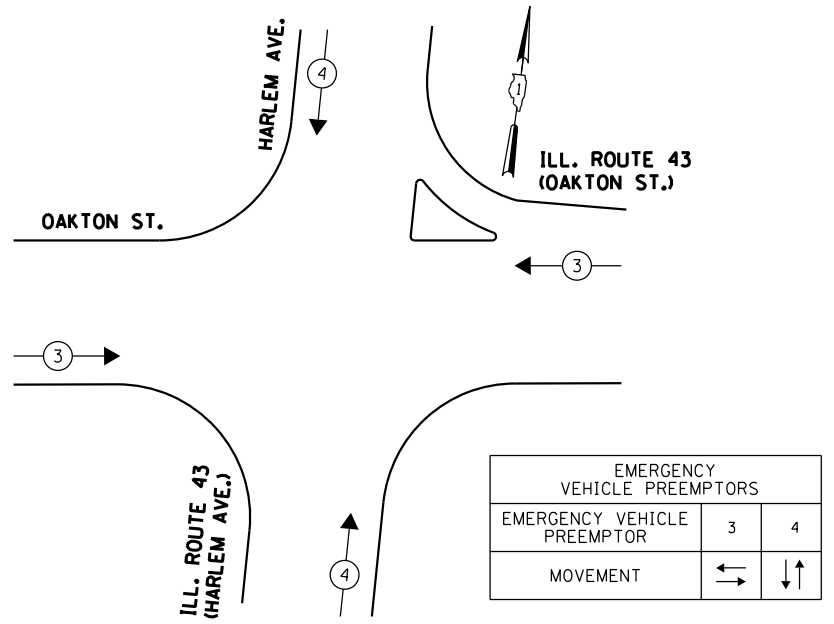 HARLEM AVE.
4
1
ILL. ROUTE 43
(OAKTON ST.)
OAKTON ST.
3
3
ILL. ROUTE 43
(HARLEM AVE.)
4
EMERGENCY
VEHICLE PREEMPTORS
EMERGENCY VEHICLE
PREEMPTOR
3
4
MOVEMENT